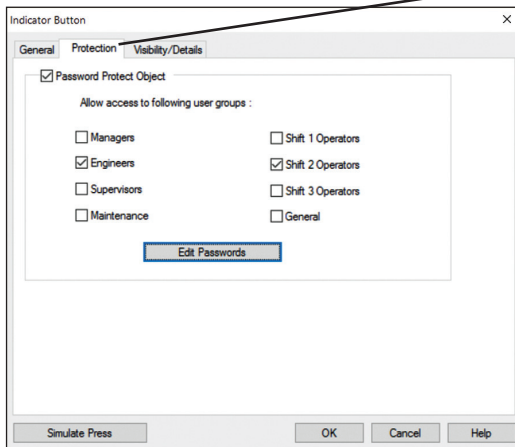 Indicator Button
General Protection Visibility/Details
Password Protect Object
Allow access to following user groups :
Managers Shift 1 Operators
Engineers Shift 2 Operators
Supervisors Shift 3 Operators
Maintenance General
Edit Passwords
Simulate Press OK Cancel Help